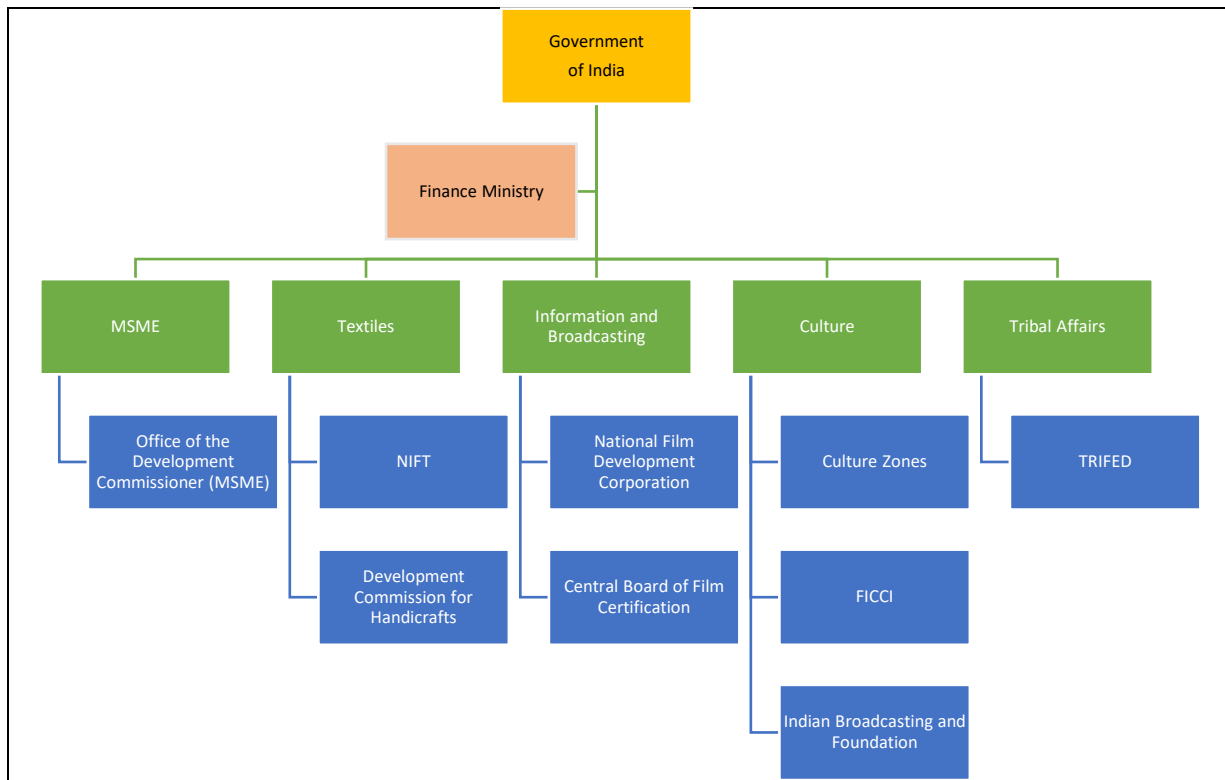 Government
of India
Finance Ministry
MSME
Textiles
Information and
Broadcasting
Culture
Tribal Affairs
Office of the
Development
Commissioner (MSME)
NIFT
National Film
Development
Corporation
Culture Zones
TRIFED
Development
Commission for
Handicrafts
Central Board of Film
Certification
FICCI
Indian Broadcasting and
Foundation